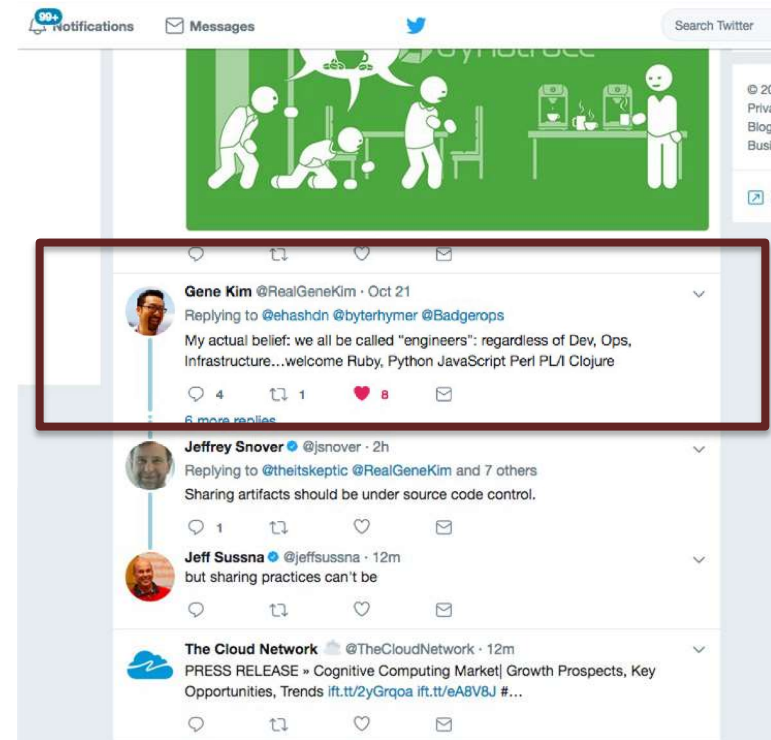 99+
Notifications
Messages
Search Twitter
Gene Kim @RealGeneKim · Oct 21
Replying to @ehashdn @byterhymer @Badgerops
My actual belief: we all be called "engineers": regardless of Dev, Ops,
Infrastructure…welcome Ruby, Python JavaScript Perl PL/I Clojure
4 1 8
6 more replies
Jeffrey Snover @jsnover · 2h
Replying to @theitskeptic @RealGeneKim and 7 others
Sharing artifacts should be under source code control.
1
Jeff Sussna @jeffsussna · 12m
but sharing practices can't be
The Cloud Network @TheCloudNetwork · 12m
PRESS RELEASE » Cognitive Computing Market| Growth Prospects, Key
Opportunities, Trends ift.tt/2yGrqoa ift.tt/eA8V8J #…
© 20
Priva
Blog
Busi